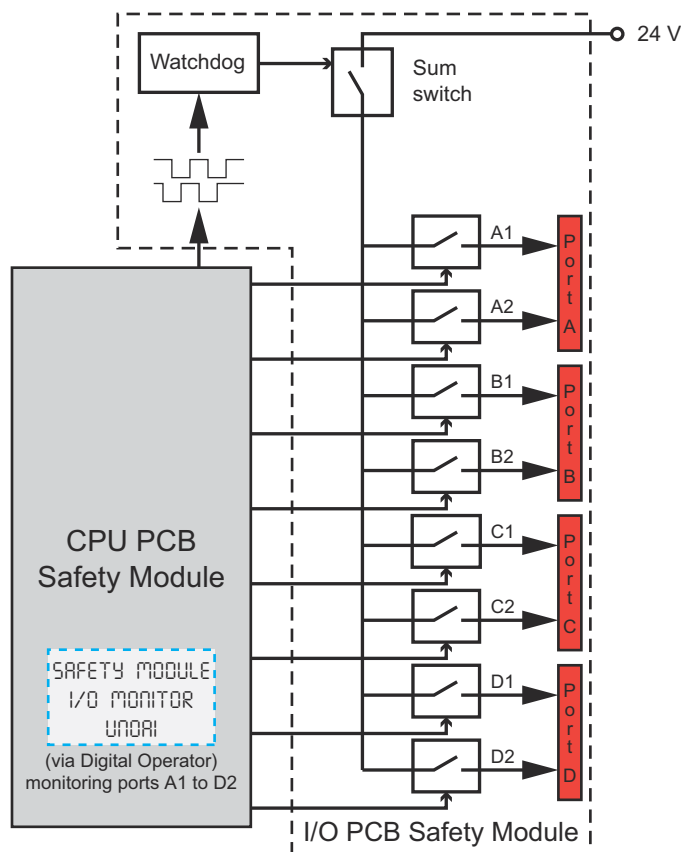 24 V
Watchdog
Sum
switch
A1
A2
Port A
B1
B2
Port B
C1
C2
Port C
D1
D2
Port D
CPU PCB
Safety Module
SAFETY MODULE
I/O MONITOR
UNOAI
(via Digital Operator)
monitoring ports A1 to D2
I/O PCB Safety Module